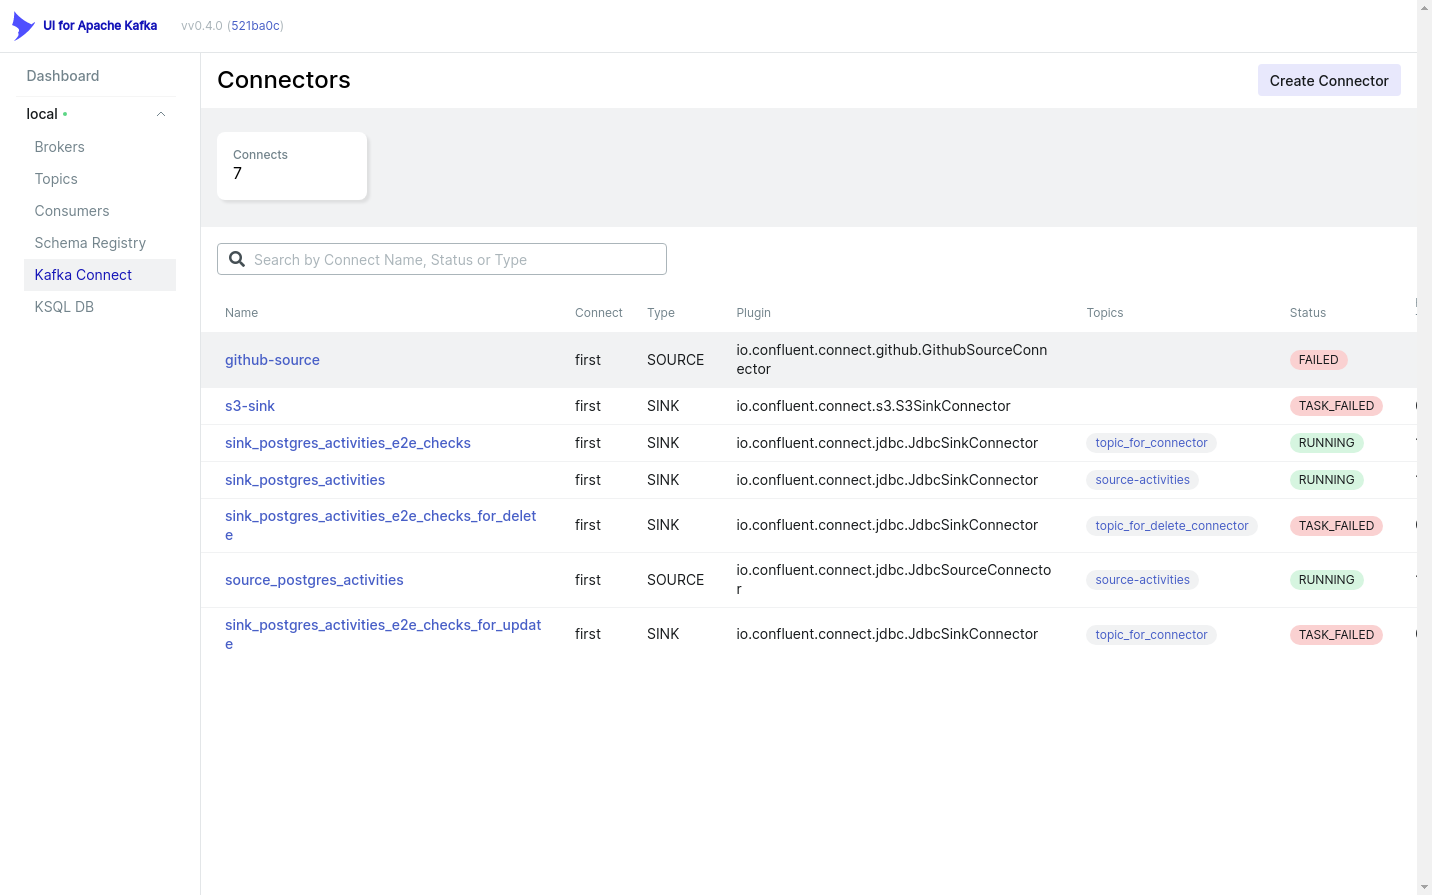 UI for Apache Kafka
vv0.4.0 (521ba0c)
Dashboard
local
Brokers
Topics
Consumers
Schema Registry
Kafka Connect
KSQL DB
Connectors
Create Connector
Connects
7
Search by Connect Name, Status or Type
Name Connect Type Plugin Topics Status
github-source first SOURCE io.confluent.connect.github.GithubSourceConn
ector FAILED
s3-sink first SINK io.confluent.connect.s3.S3SinkConnector TASK_FAILED
sink_postgres_activities_e2e_checks first SINK io.confluent.connect.jdbc.JdbcSinkConnector topic_for_connector RUNNING
sink_postgres_activities first SINK io.confluent.connect.jdbc.JdbcSinkConnector source-activities RUNNING
sink_postgres_activities_e2e_checks_for_delet
e first SINK io.confluent.connect.jdbc.JdbcSinkConnector topic_for_delete_connector TASK_FAILED
source_postgres_activities first SOURCE io.confluent.connect.jdbc.JdbcSourceConnecto
r source-activities RUNNING
sink_postgres_activities_e2e_checks_for_updat
e first SINK io.confluent.connect.jdbc.JdbcSinkConnector topic_for_connector TASK_FAILED